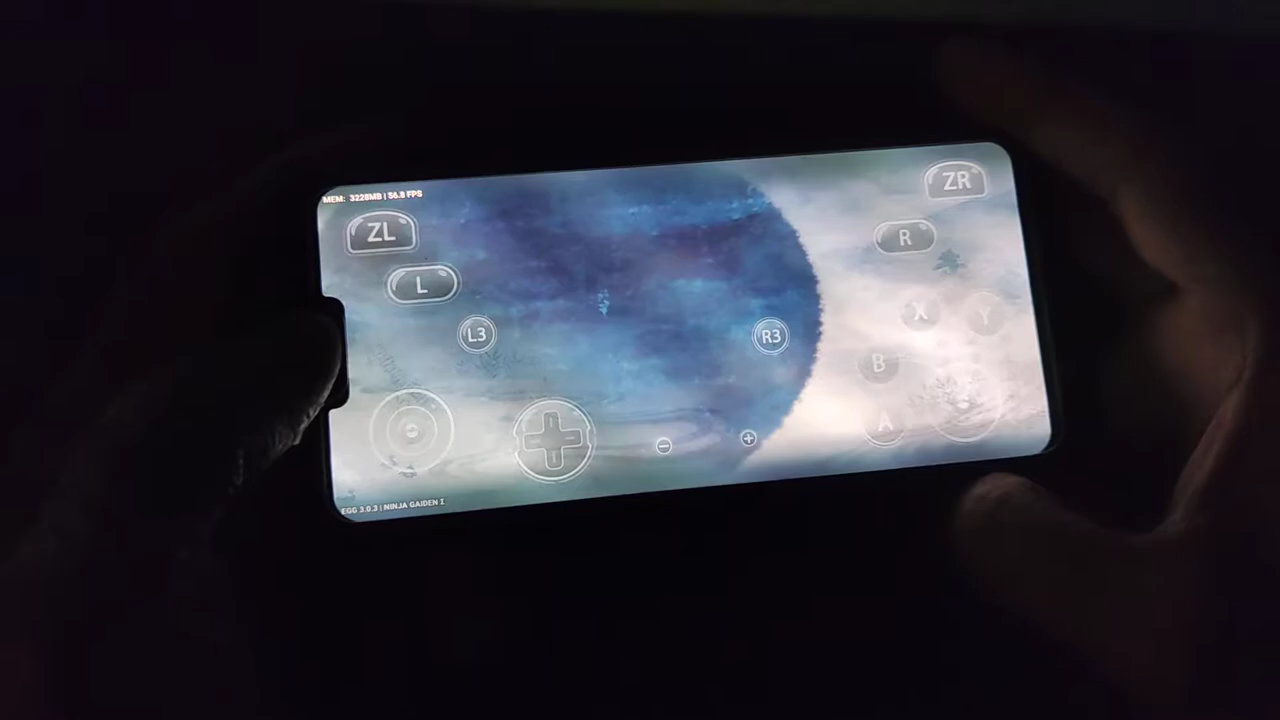 MEM: 3228MB | 56.8 FPS
ZL
ZR
L
R
L3
R3
X
Y
B
A
EGG 3.0.3 | NINJA GAIDEN Σ